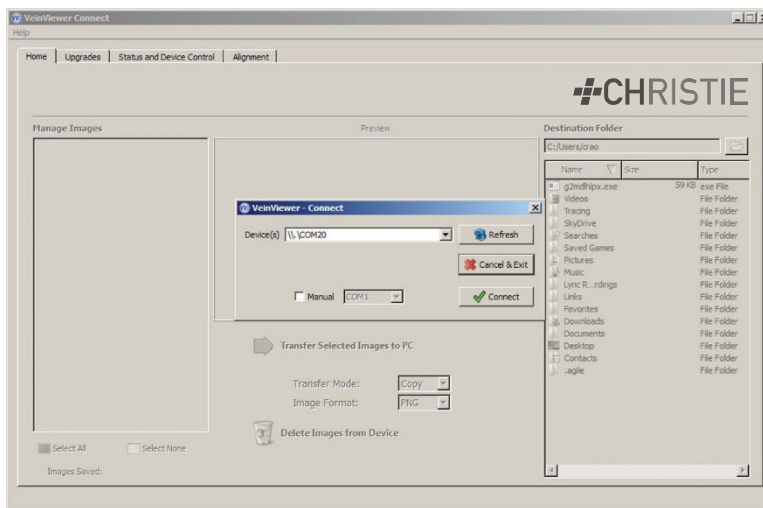 VeinViewer Connect
Help
Home
Upgrades
Status and Device Control
Alignment
CHRISTIE
Manage Images
Preview
Destination Folder
C:/Users/crao
Name
Size
Type
g2mdlhlpx.exe 59 KB exe File
Videos File Folder
Tracing File Folder
SkyDrive File Folder
Searches File Folder
Saved Games File Folder
Pictures File Folder
Music File Folder
Lync R...rdings File Folder
Links File Folder
Favorites File Folder
Downloads File Folder
Documents File Folder
Desktop File Folder
Contacts File Folder
.agile File Folder
VeinViewer - Connect
Device(s) \\.\COM20
Refresh
Cancel & Exit
Manual COM1
Connect
Transfer Selected Images to PC
Transfer Mode: Copy
Image Format: PNG
Delete Images from Device
Select All
Select None
Images Saved: